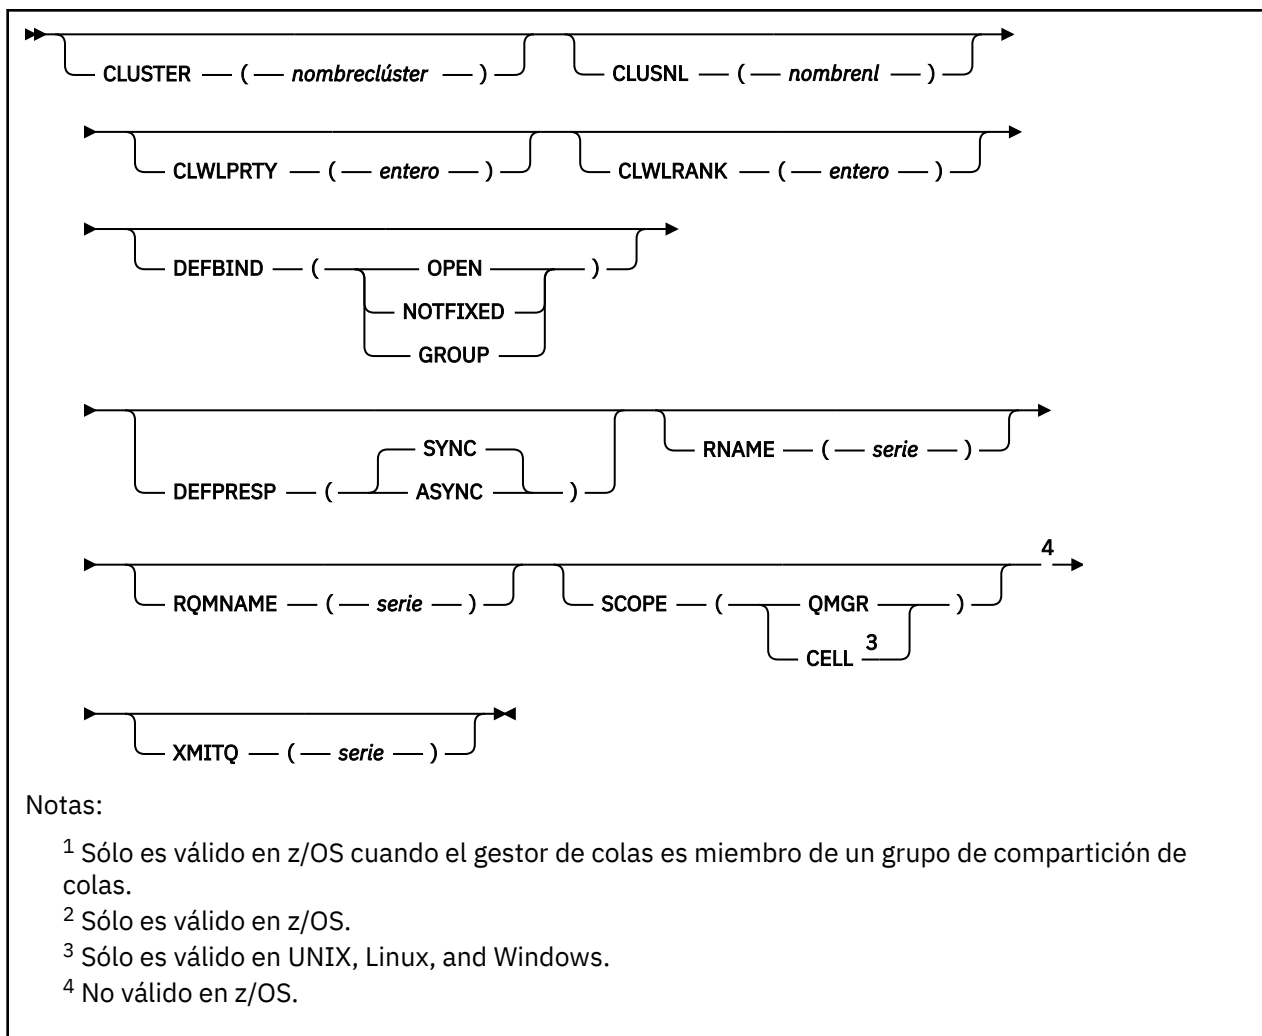 CLUSTER ( nombreclúster ) CLUSNL ( nombrenl )
CLWLPRTY ( entero ) CLWLRANK ( entero )
DEFBIND ( OPEN )
NOTFIXED
GROUP
DEFPRESP ( SYNC
ASYNC ) RNAME ( serie )
RQMNAME ( serie ) SCOPE ( QMGR ) 4
CELL 3
XMITQ ( serie )
Notas:
1 Sólo es válido en z/OS cuando el gestor de colas es miembro de un grupo de compartición de
colas.
2 Sólo es válido en z/OS.
3 Sólo es válido en UNIX, Linux, and Windows.
4 No válido en z/OS.